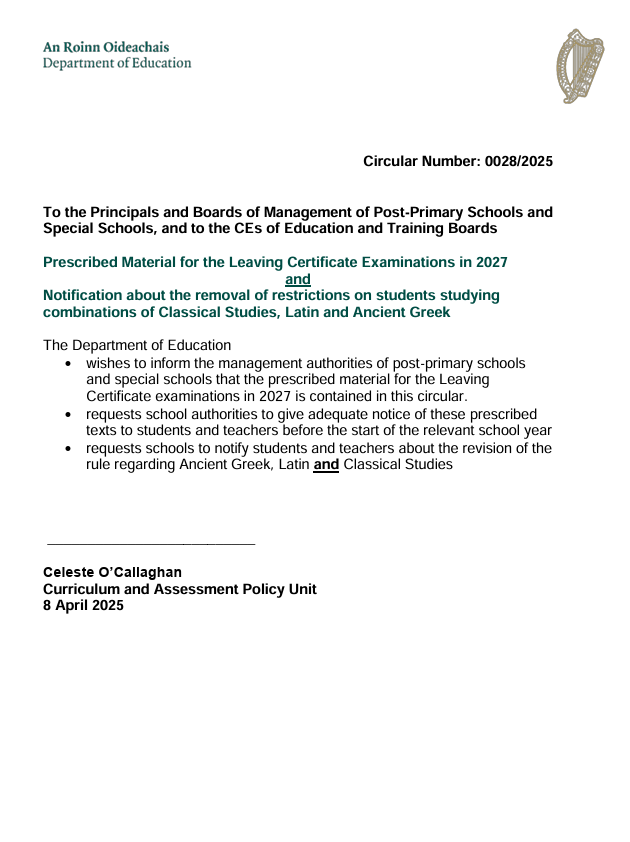 An Roinn Oideachais
Department of Education
Circular Number: 0028/2025
To the Principals and Boards of Management of Post-Primary Schools and
Special Schools, and to the CEs of Education and Training Boards
Prescribed Material for the Leaving Certificate Examinations in 2027
and
Notification about the removal of restrictions on students studying
combinations of Classical Studies, Latin and Ancient Greek
The Department of Education
• wishes to inform the management authorities of post-primary schools
and special schools that the prescribed material for the Leaving
Certificate examinations in 2027 is contained in this circular.
• requests school authorities to give adequate notice of these prescribed
texts to students and teachers before the start of the relevant school year
• requests schools to notify students and teachers about the revision of the
rule regarding Ancient Greek, Latin and Classical Studies
Celeste O’Callaghan
Curriculum and Assessment Policy Unit
8 April 2025